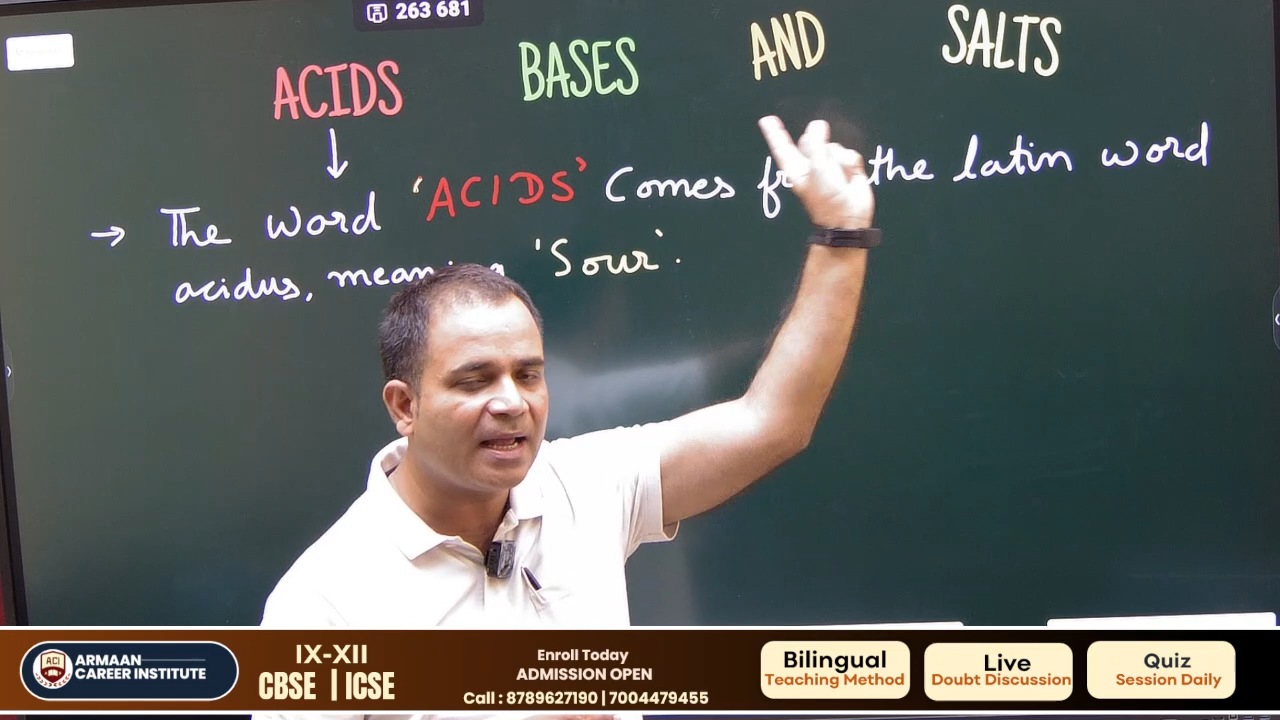 263 681
ACIDS BASES AND SALTS
→ The word 'ACIDS' Comes the latin word
acidus, 'Sour'.
ACI ARMAAN
CAREER INSTITUTE
IX-XII
CBSE | ICSE
Enroll Today
ADMISSION OPEN
Call : 8789627190 | 7004479455
Bilingual
Teaching Method
Live
Doubt Discussion
Quiz
Session Daily